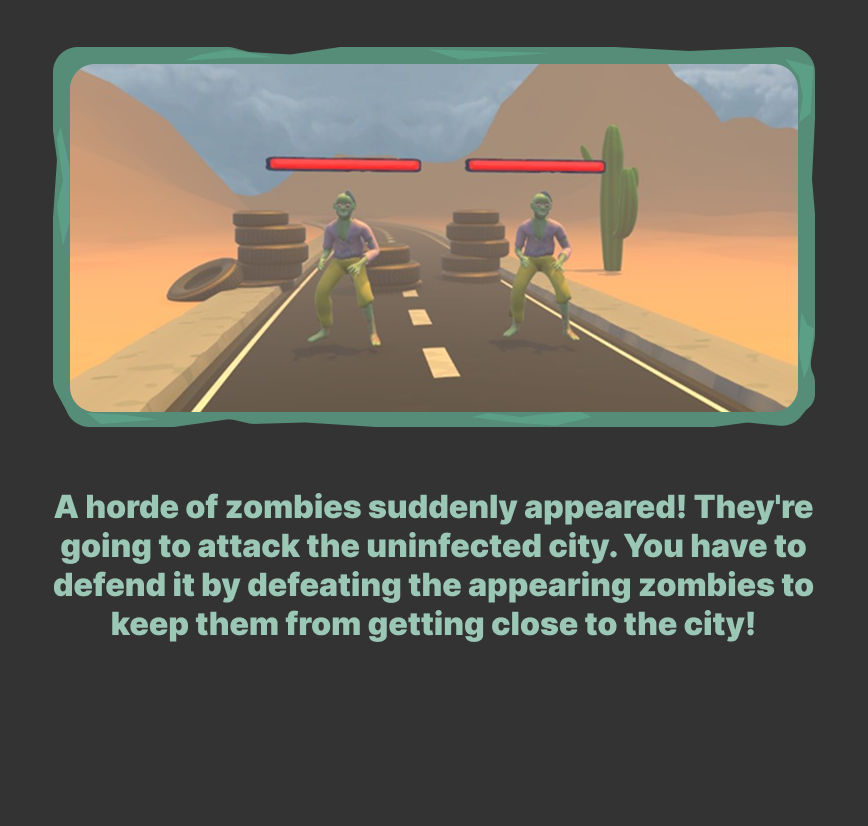 A horde of zombies suddenly appeared! They're
going to attack the uninfected city. You have to
defend it by defeating the appearing zombies to
keep them from getting close to the city!